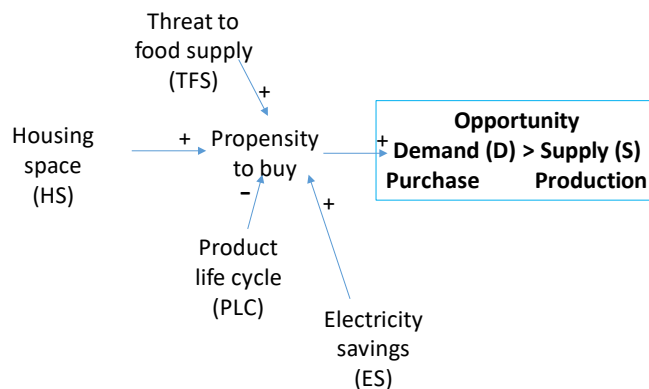 Threat to
food supply
(TFS)
+
Housing
space
(HS)
+
Propensity
to buy
+
Opportunity
Demand (D) > Supply (S)
Purchase Production
-
+
Product
life cycle
(PLC)
Electricity
savings
(ES)